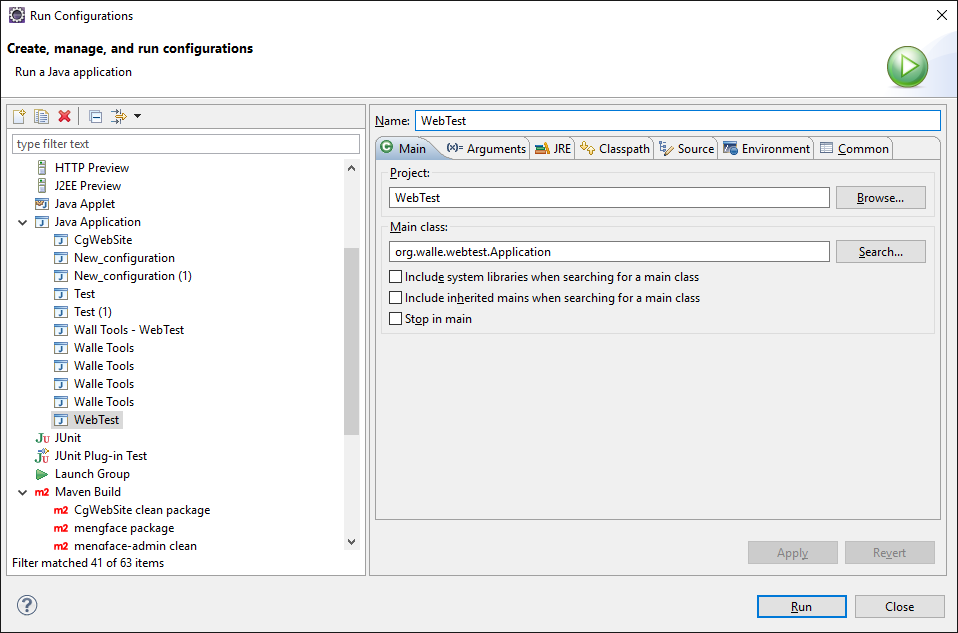 Run Configurations
Create, manage, and run configurations
Run a Java application
type filter text
HTTP Preview
J2EE Preview
Java Applet
Java Application
CgWebSite
New_configuration
New_configuration (1)
Test
Test (1)
Wall Tools - WebTest
Walle Tools
Walle Tools
Walle Tools
Walle Tools
WebTest
JUnit
JUnit Plug-in Test
Launch Group
m2 Maven Build
m2 CgWebSite clean package
m2 mengface package
m2 mengface-admin clean
Filter matched 41 of 63 items
Name: WebTest
Main (x)= Arguments JRE Classpath Source Environment Common
Project:
WebTest Browse...
Main class:
org.walle.webtest.Application Search...
Include system libraries when searching for a main class
Include inherited mains when searching for a main class
Stop in main
Apply Revert
? Run Close